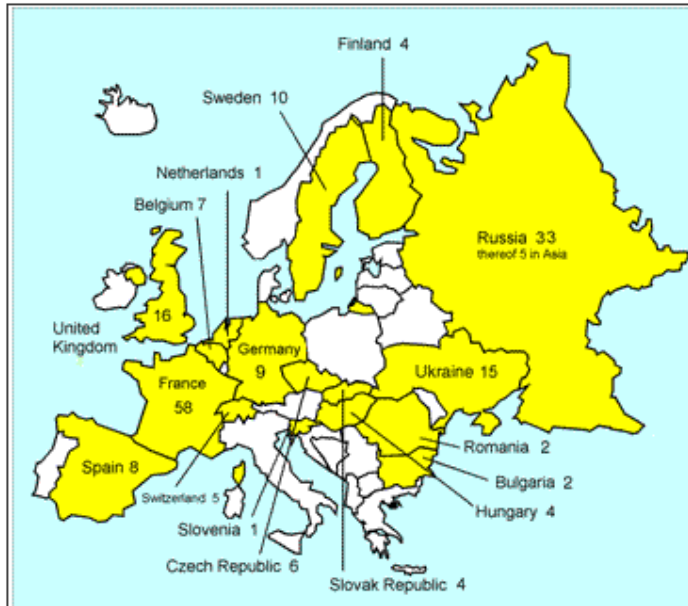 Finland 4
Sweden 10
Netherlands 1
Belgium 7
Russia 33
thereof 5 in Asia
16
United
Kingdom
Germany
9
Ukraine 15
France
58
Romania 2
Spain 8
Bulgaria 2
Switzerland 5
Hungary 4
Slovenia 1
Czech Republic 6
Slovak Republic 4